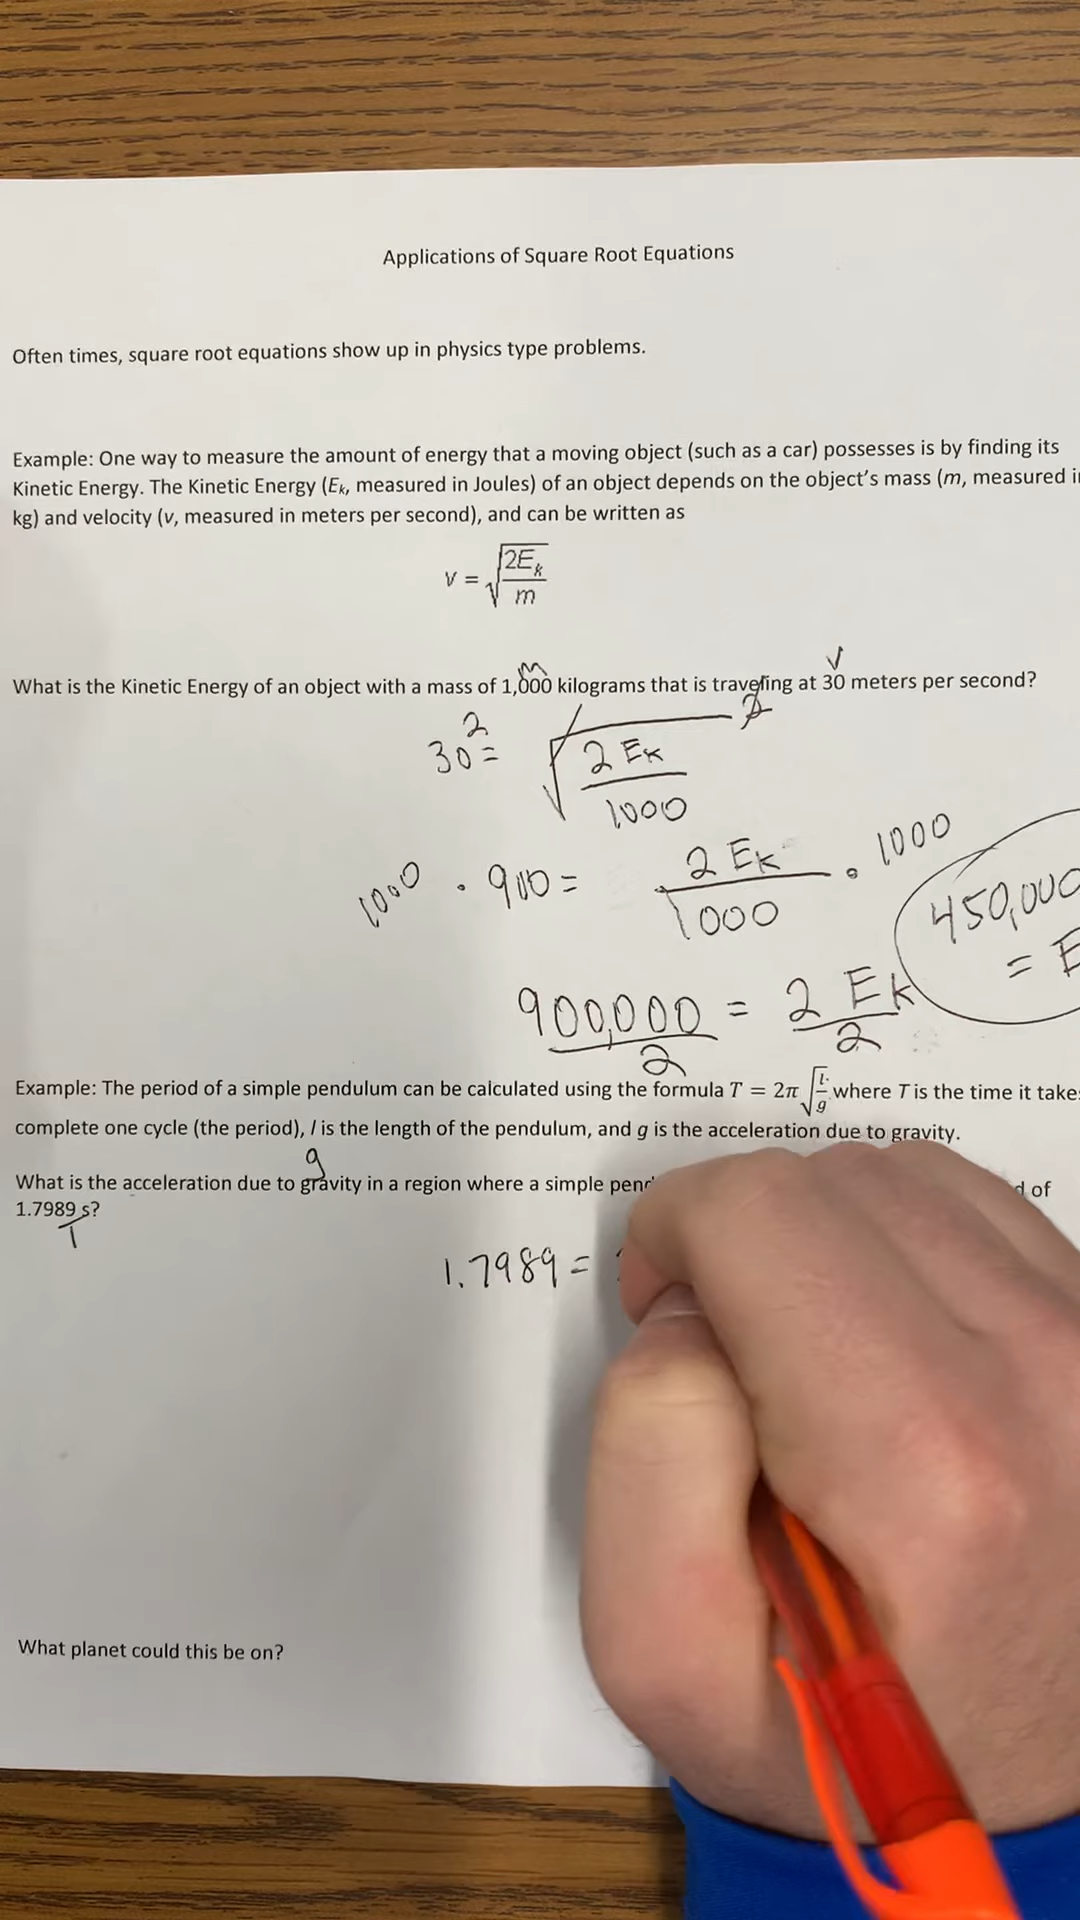 Applications of Square Root Equations
Often times, square root equations show up in physics type problems.
Example: One way to measure the amount of energy that a moving object (such as a car) possesses is by finding its
Kinetic Energy. The Kinetic Energy (Eₖ, measured in Joules) of an object depends on the object's mass (m, measured
kg) and velocity (v, measured in meters per second), and can be written as
v = √(2Eₖ/m)
m v
What is the Kinetic Energy of an object with a mass of 1,000 kilograms that is traveling at 30 meters per second?
30² = √(2 Eₖ/1000) ²
1000 · 900 = 2 Eₖ/1000 · 1000
450,000
= E
900,000/2 = 2 Eₖ/2
Example: The period of a simple pendulum can be calculated using the formula T = 2π √(l/g) where T is the time it
complete one cycle (the period), l is the length of the pendulum, and g is the acceleration due to gravity.
g
What is the acceleration due to gravity in a region where a simple of
1.7989 s?
T
1.7989 =
What planet could this be on?